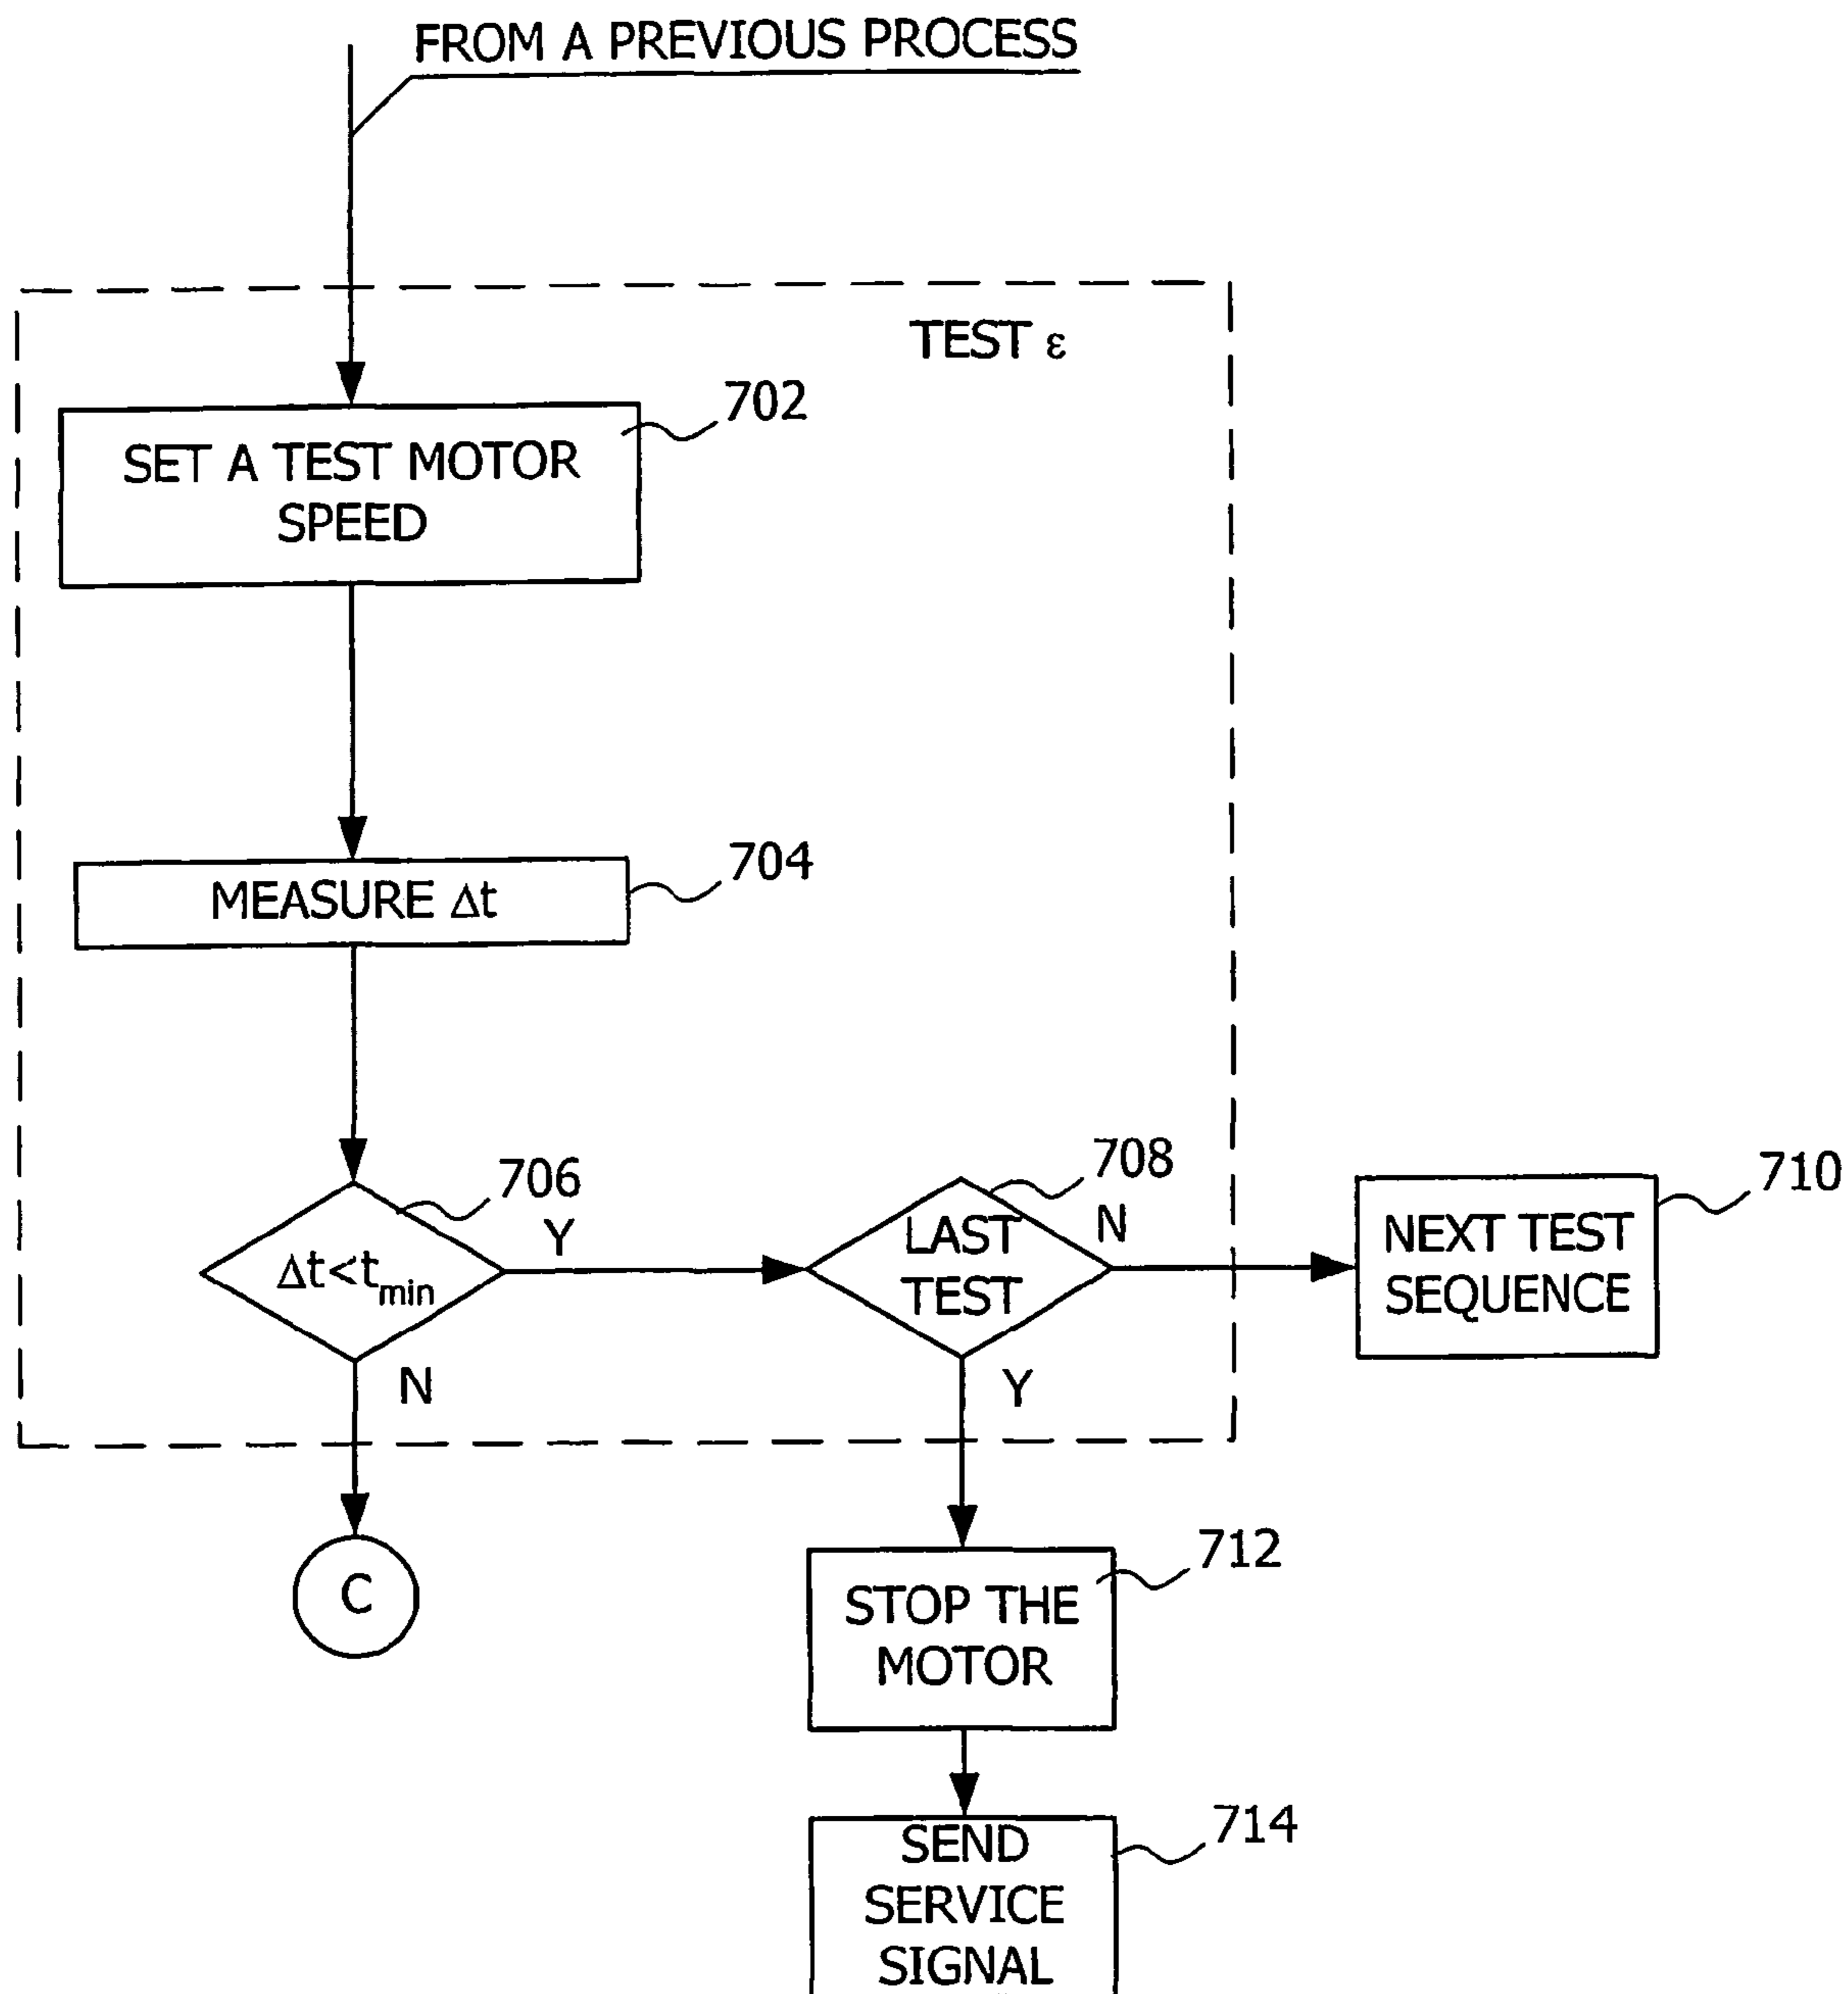 FROM A PREVIOUS PROCESS
TEST ε
702
SET A TEST MOTOR
SPEED
704
MEASURE Δt
706
Δt<tmin
Y
N
708
LAST
TEST
N
Y
710
NEXT TEST
SEQUENCE
C
712
STOP THE
MOTOR
714
SEND
SERVICE
SIGNAL